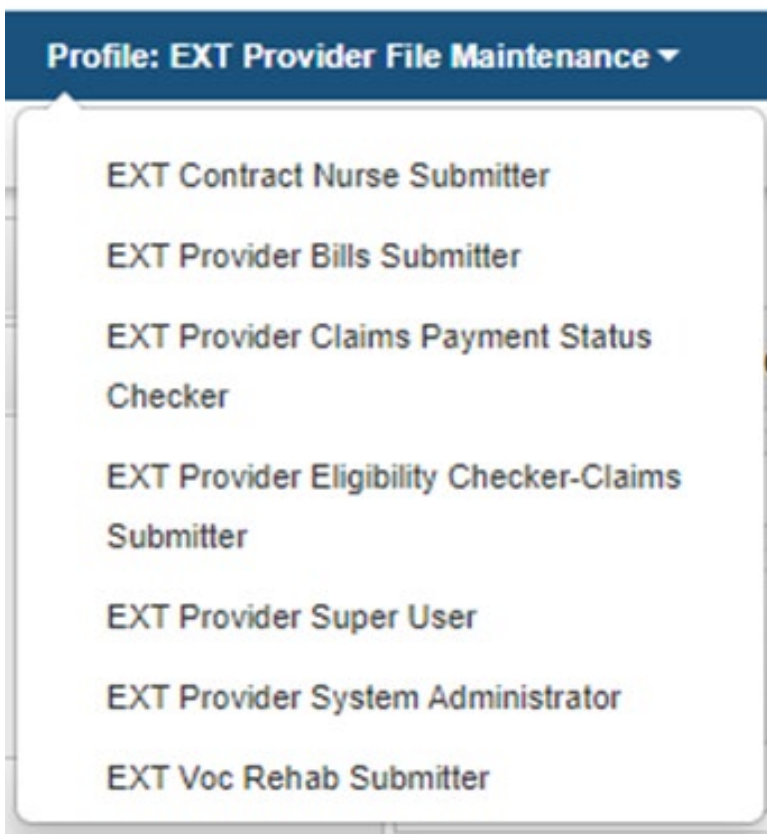 Profile: EXT Provider File Maintenance
EXT Contract Nurse Submitter
EXT Provider Bills Submitter
EXT Provider Claims Payment Status
Checker
EXT Provider Eligibility Checker-Claims
Submitter
EXT Provider Super User
EXT Provider System Administrator
EXT Voc Rehab Submitter